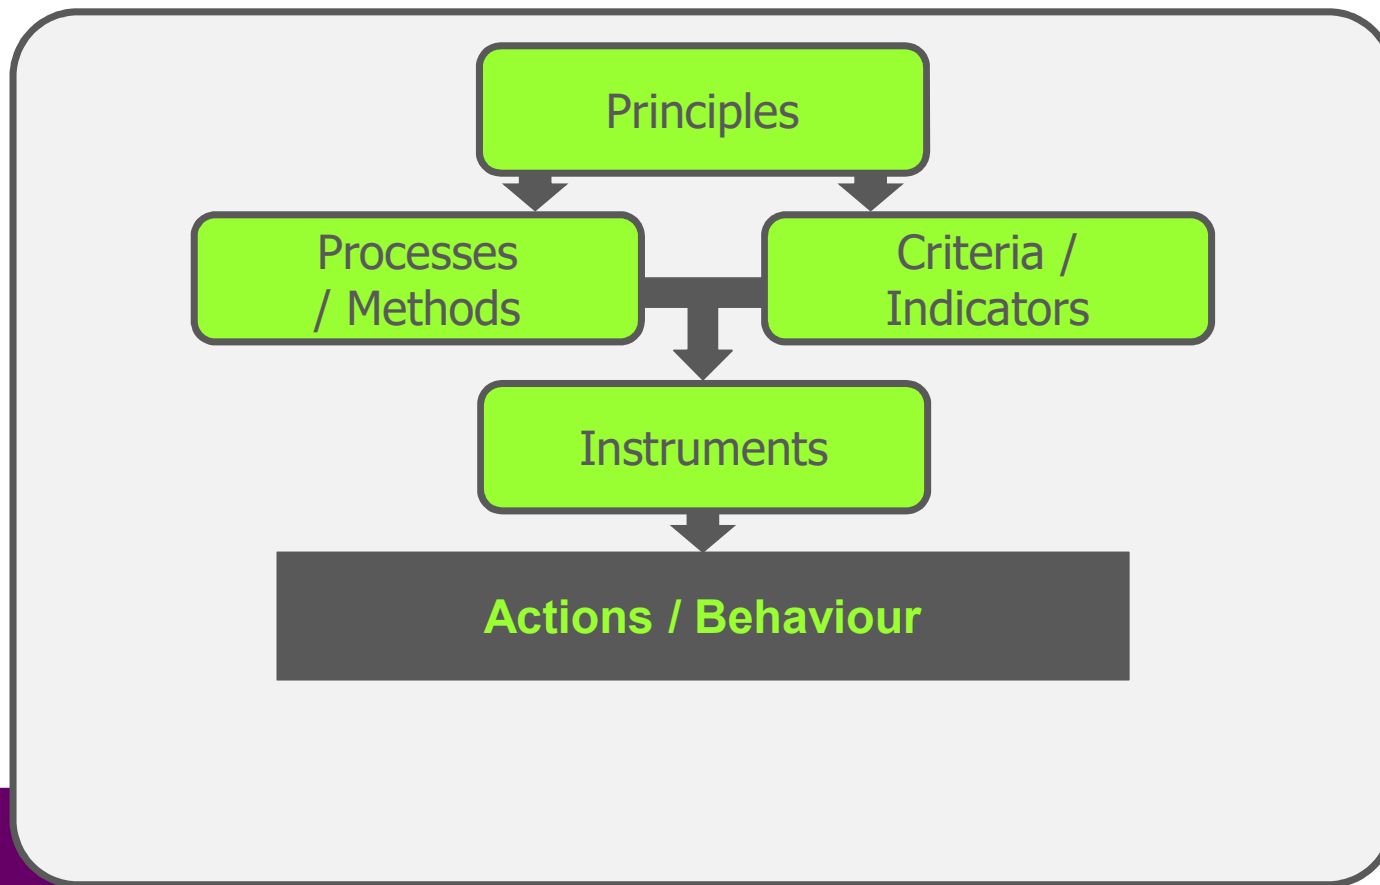 Principles
Processes
/ Methods
Criteria /
Indicators
Instruments
Actions / Behaviour